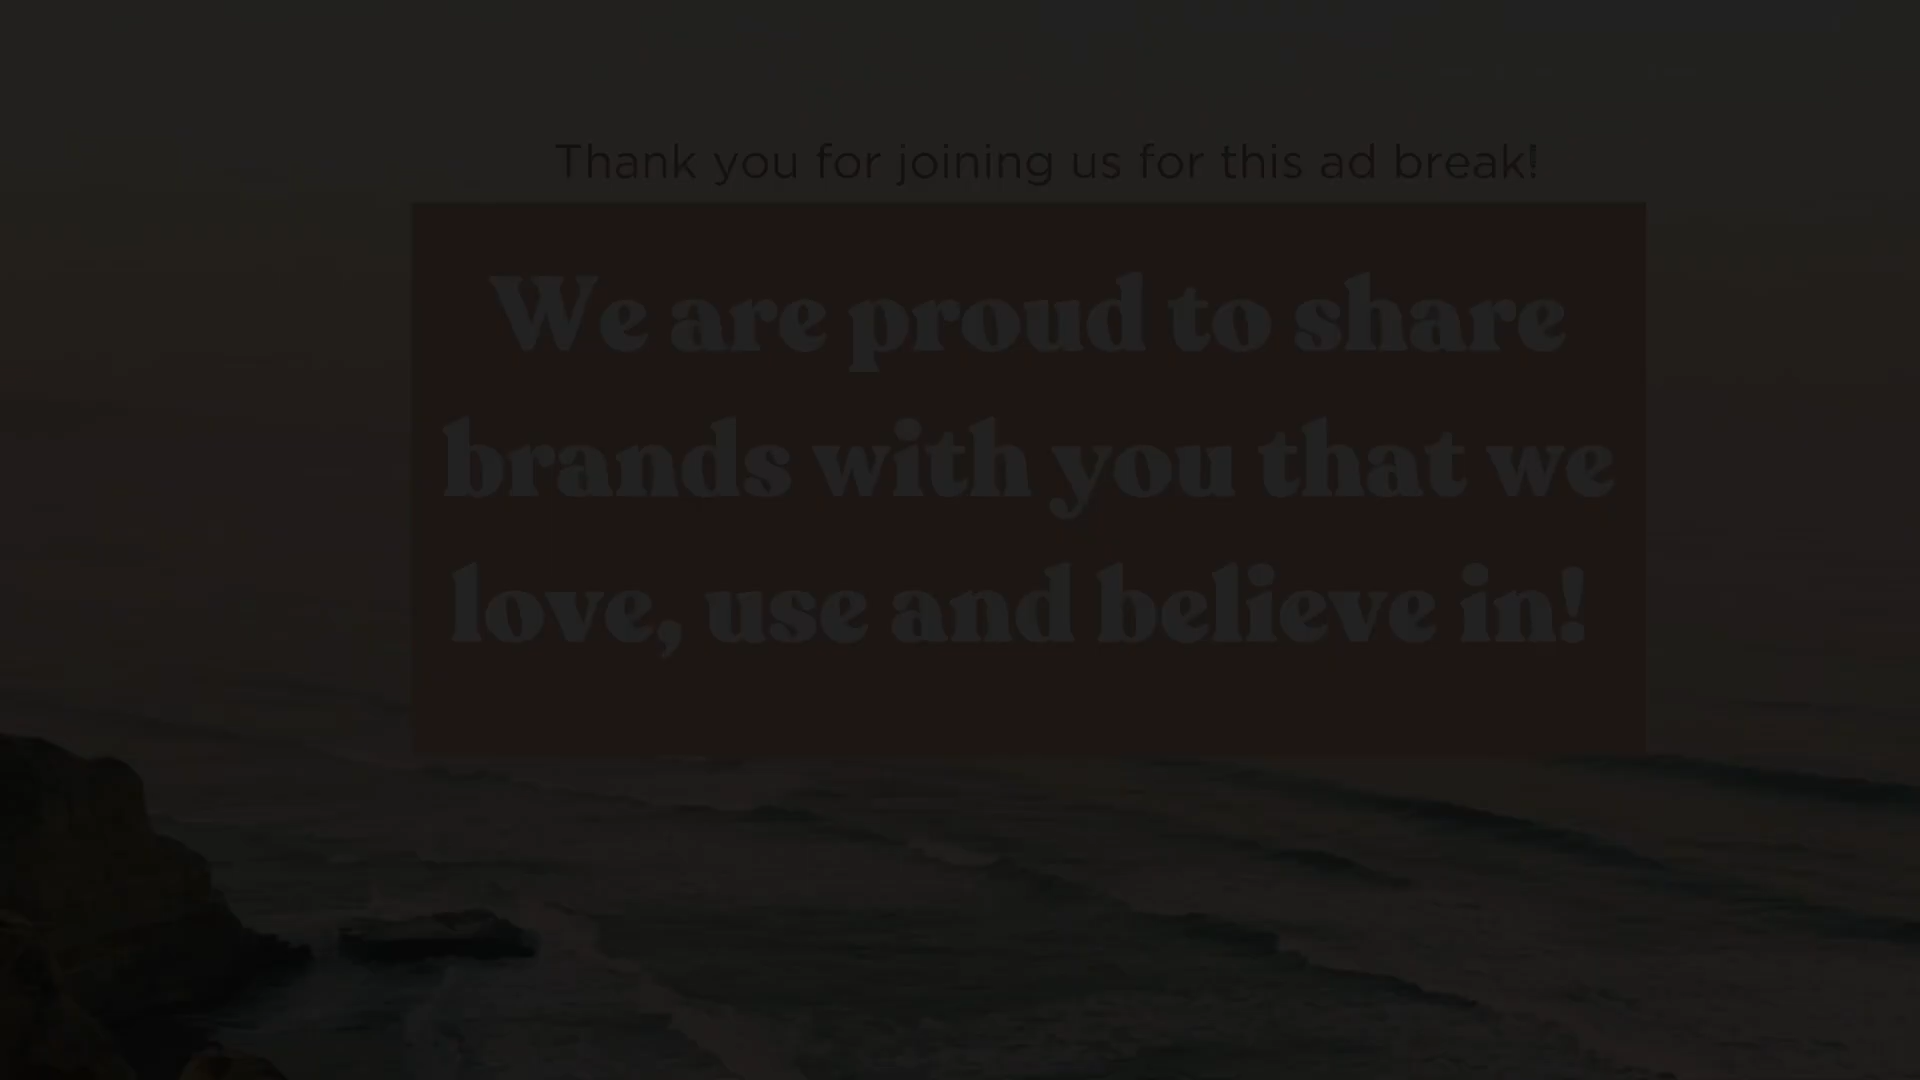 Thank you for joining us for this ad break!
We are proud to share
brands with you that we
love, use and believe in!